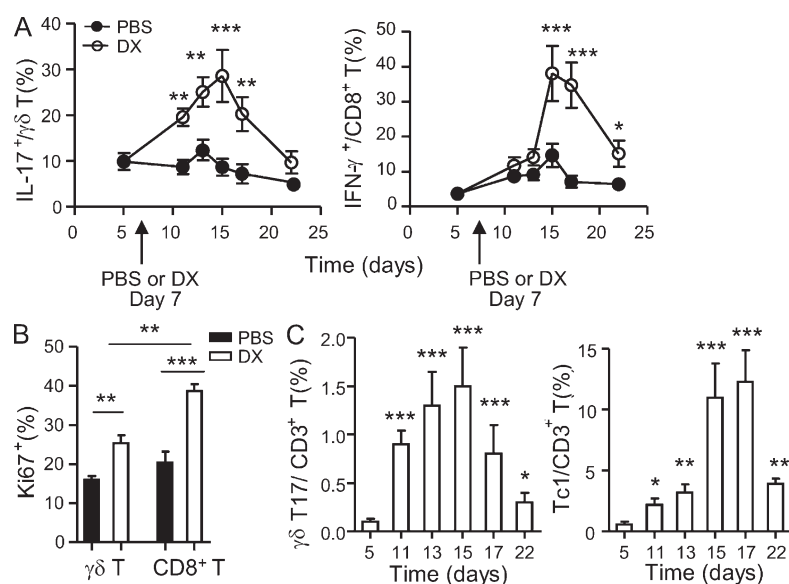 A
PBS
DX
IL-17⁺/γδ T(%)
40
30
20
10
0
**
**
***
**
0 5 10 15 20 25
PBS or DX
Day 7
IFN-γ⁺/CD8⁺ T(%)
50
40
30
20
10
0
***
***
*
0 5 10 15 20 25
PBS or DX
Day 7
Time (days)
B
PBS
DX
Ki67⁺(%)
50
40
30
20
10
0
**
**
***
γδ T CD8⁺ T
C
γδ T17/ CD3⁺ T(%)
2.0
1.5
1.0
0.5
0.0
***
***
***
***
*
5 11 13 15 17 22
Time (days)
Tc1/CD3⁺ T(%)
15
10
5
0
*
**
***
***
**
5 11 13 15 17 22
Time (days)